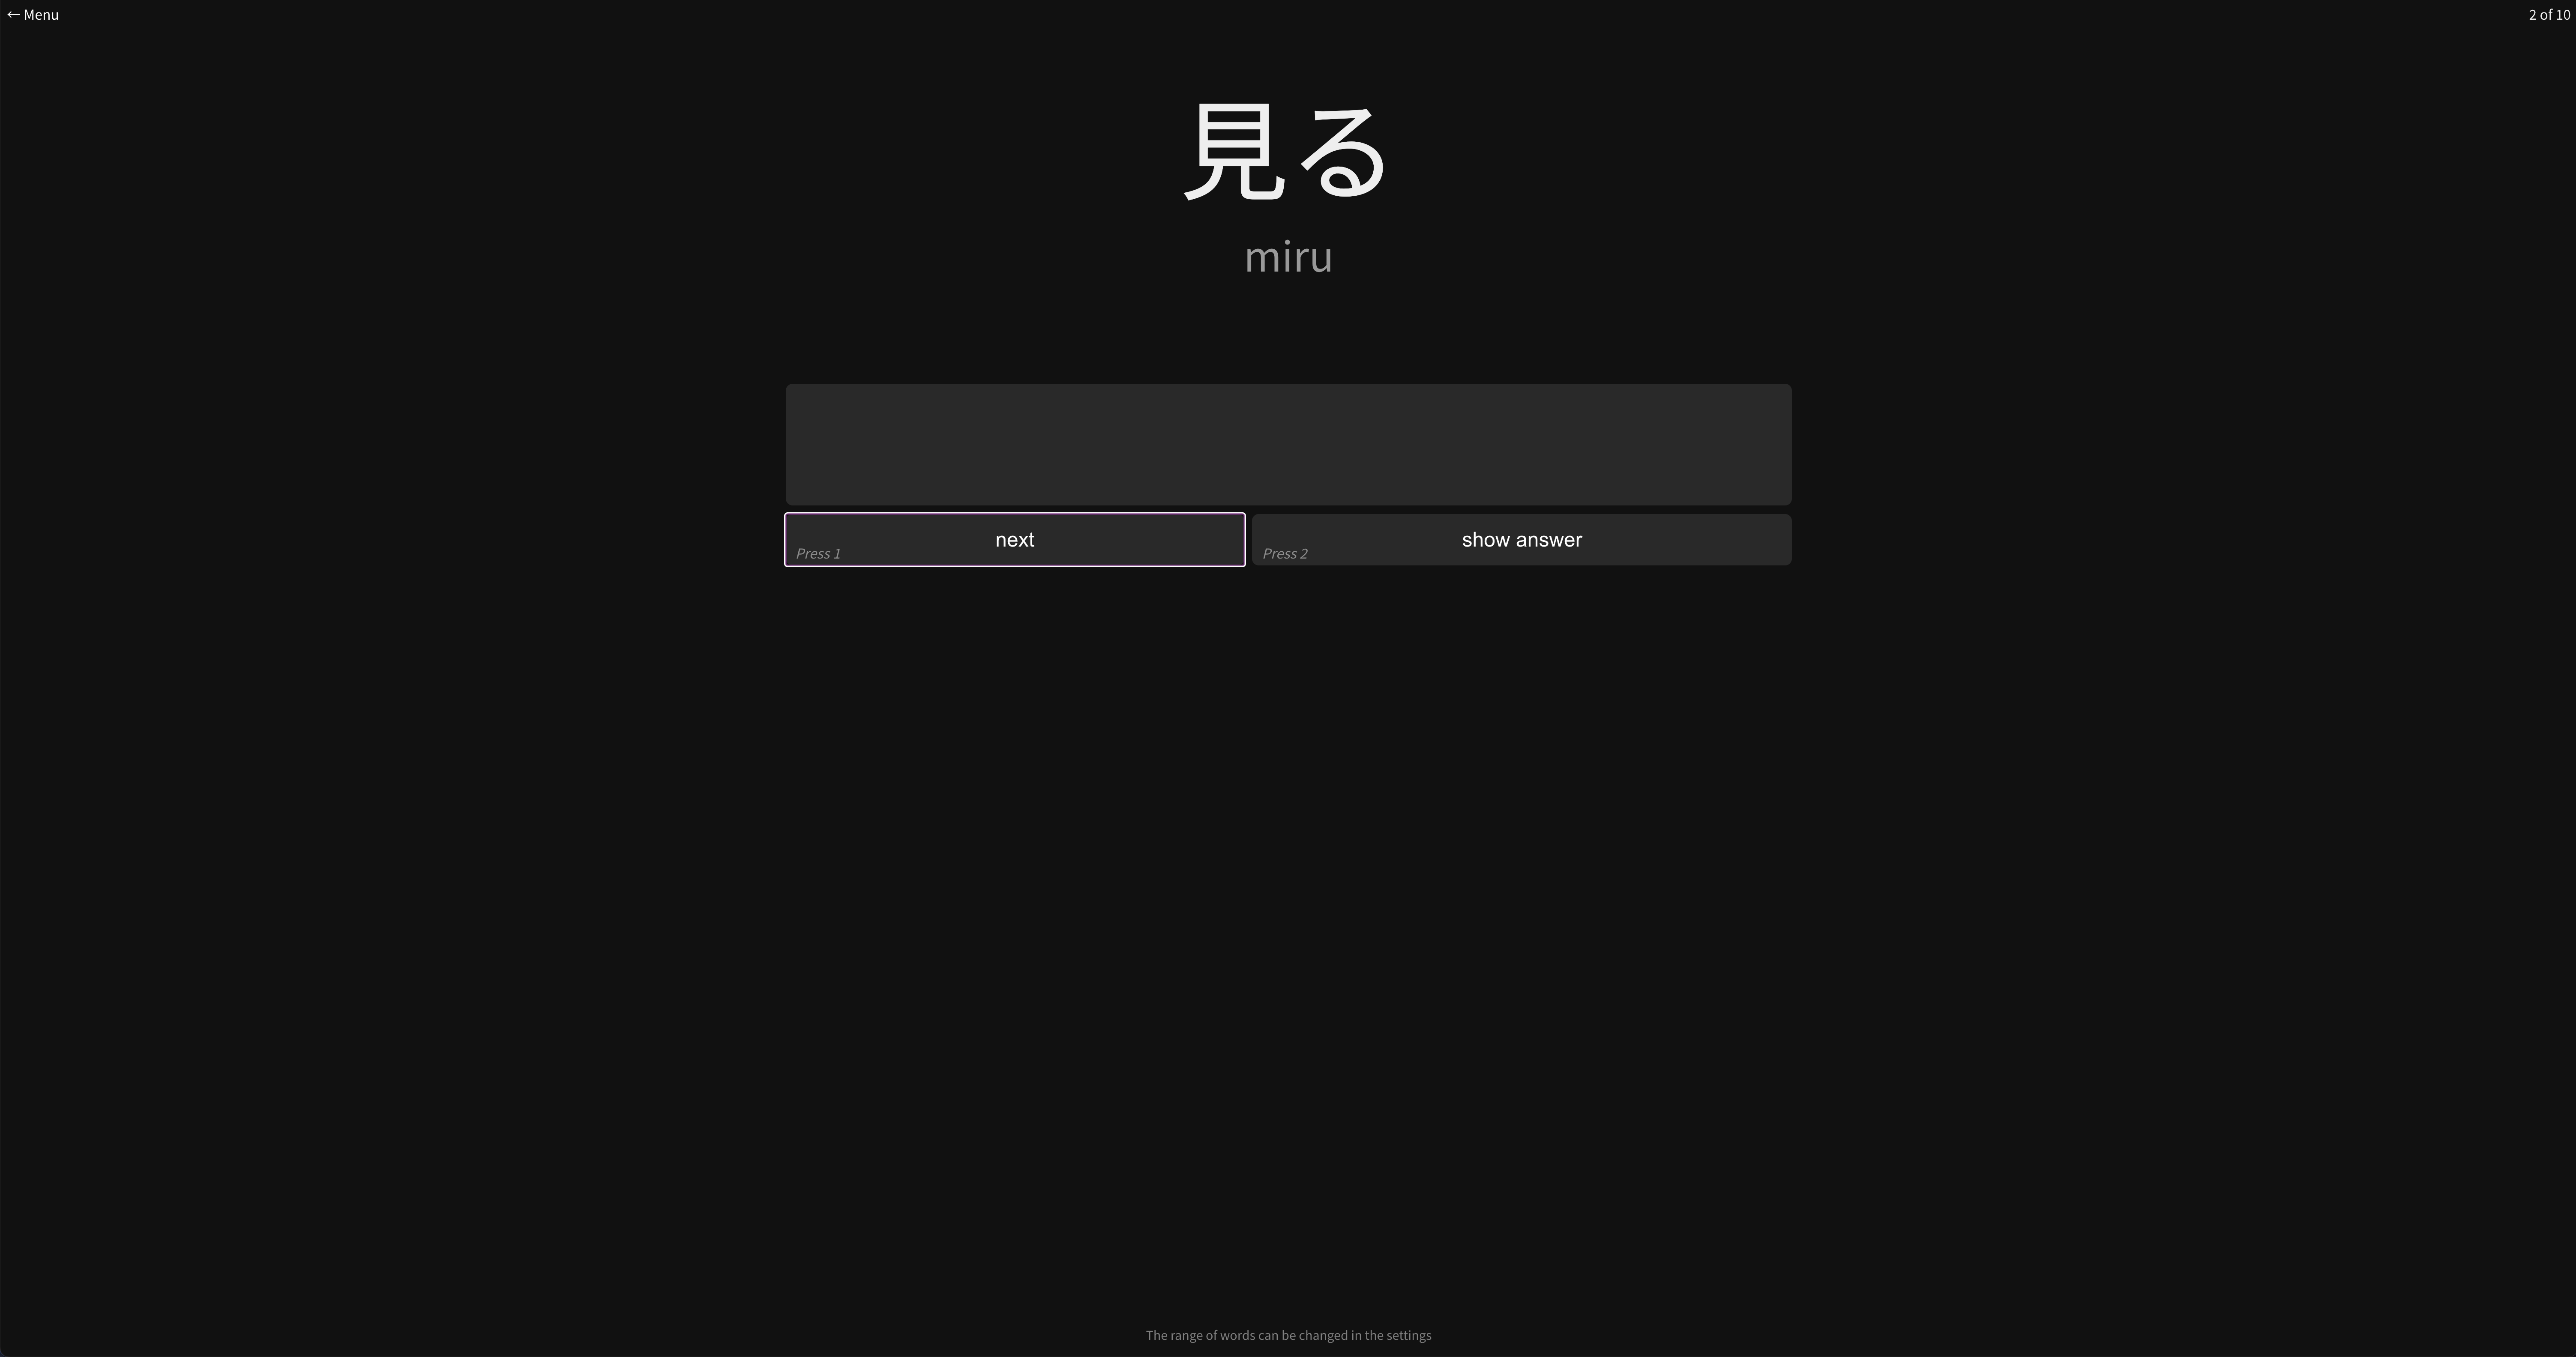 ← Menu
2 of 10
見る
miru
next
Press 1
show answer
Press 2
The range of words can be changed in the settings